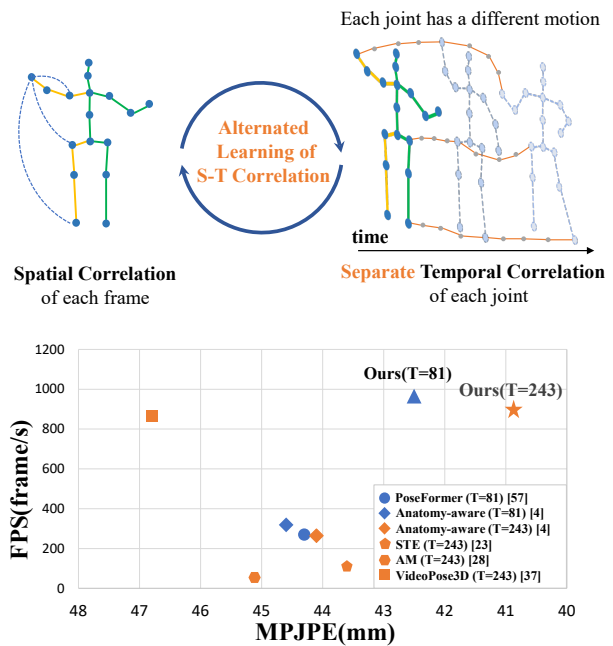 Each joint has a different motion
Alternated
Learning of
S-T Correlation
time
Spatial Correlation
of each frame
Separate Temporal Correlation
of each joint
1200
1000
800
600
400
200
0
FPS(frame/s)
Ours(T=81)
Ours(T=243)
PoseFormer (T=81) [57]
Anatomy-aware (T=81) [4]
Anatomy-aware (T=243) [4]
STE (T=243) [23]
AM (T=243) [28]
VideoPose3D (T=243) [37]
48 47 46 45 44 43 42 41 40
MPJPE(mm)